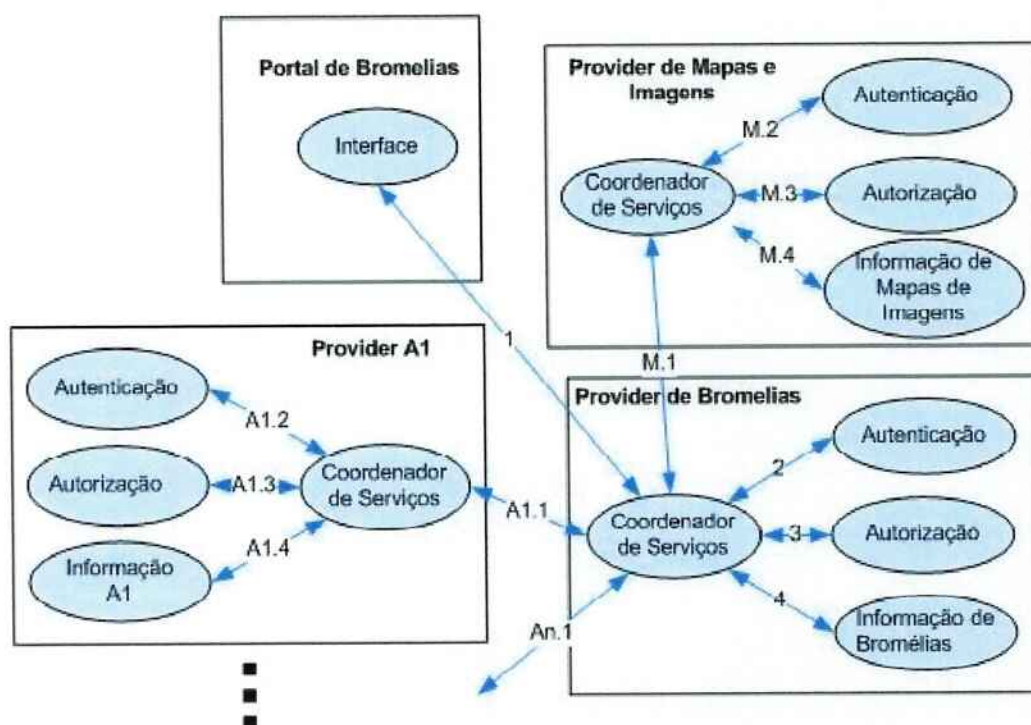 Portal de Bromelias
Interface
1
Provider de Mapas e
Imagens
Autenticação
M.2
Coordenador
de Serviços
M.3
Autorização
M.4
Informação de
Mapas de
Imagens
M.1
Provider A1
Autenticação
A1.2
Autorização
A1.3
Coordenador
de Serviços
A1.4
Informação
A1
A1.1
Provider de Bromelias
Autenticação
2
Coordenador
de Serviços
3
Autorização
4
Informação de
Bromélias
An.1